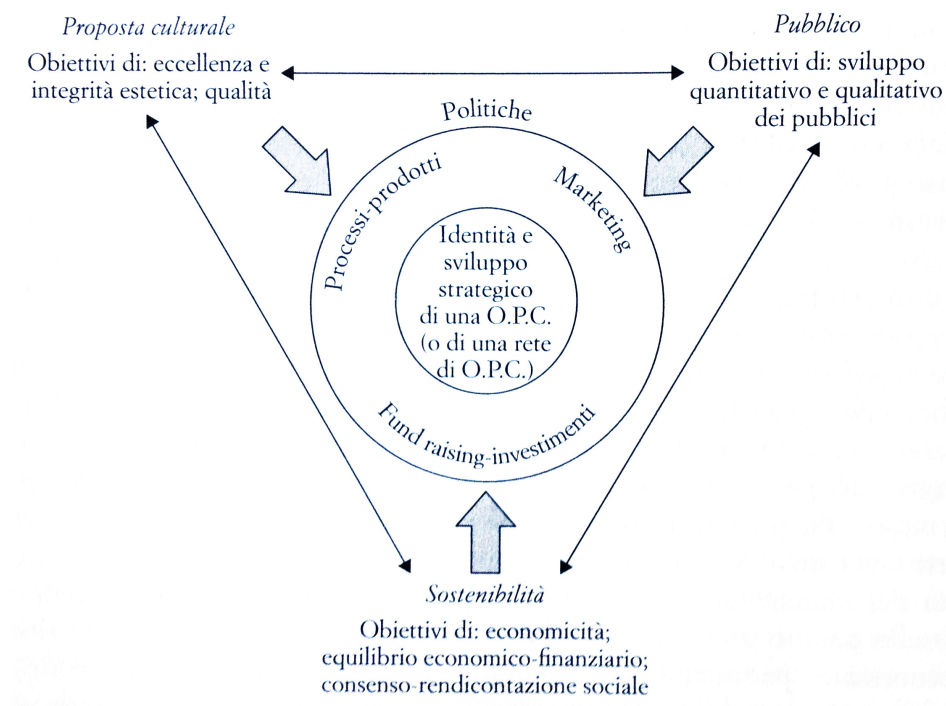 Proposta culturale
Obiettivi di: eccellenza e
integrità estetica; qualità
Pubblico
Obiettivi di: sviluppo
quantitativo e qualitativo
dei pubblici
Politiche
Processi-prodotti
Marketing
Identità e
sviluppo
strategico
di una O.P.C.
(o di una rete
di O.P.C.)
Fund raising-investimenti
Sostenibilità
Obiettivi di: economicità;
equilibrio economico-finanziario;
consenso-rendicontazione sociale